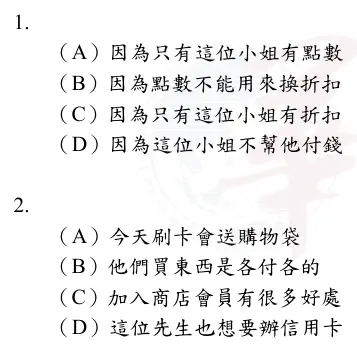 1.
（A）因為只有這位小姐有點數
（B）因為點數不能用來換折扣
（C）因為只有這位小姐有折扣
（D）因為這位小姐不幫他付錢
2.
（A）今天刷卡會送購物袋
（B）他們買東西是各付各的
（C）加入商店會員有很多好處
（D）這位先生也想要辦信用卡